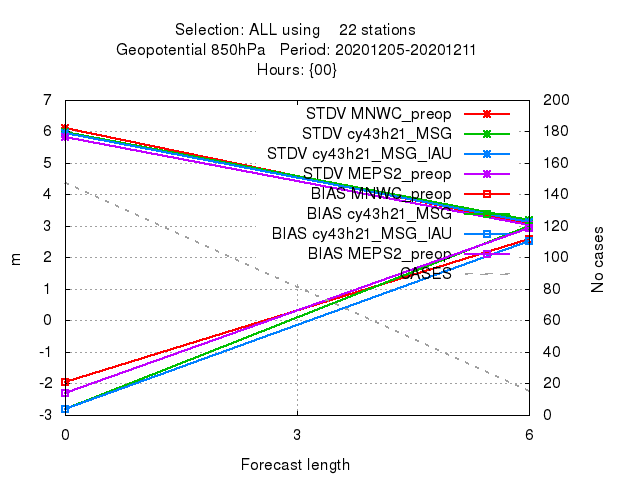 Selection: ALL using    22 stations
Geopotential 850hPa   Period: 20201205-20201211
Hours: {00}
7 200
STDV MNWC_preop
6 180
STDV cy43h21_MSG
STDV cy43h21_MSG_IAU
5 160
STDV MEPS2_preop
4 140
BIAS MNWC_preop
BIAS cy43h21_MSG
3 120
BIAS cy43h21_MSG_IAU
BIAS MEPS2_preop
2 100
m
No cases
CASES
1 80
0 60
-1 40
-2 20
-3 0
0 3 6
Forecast length